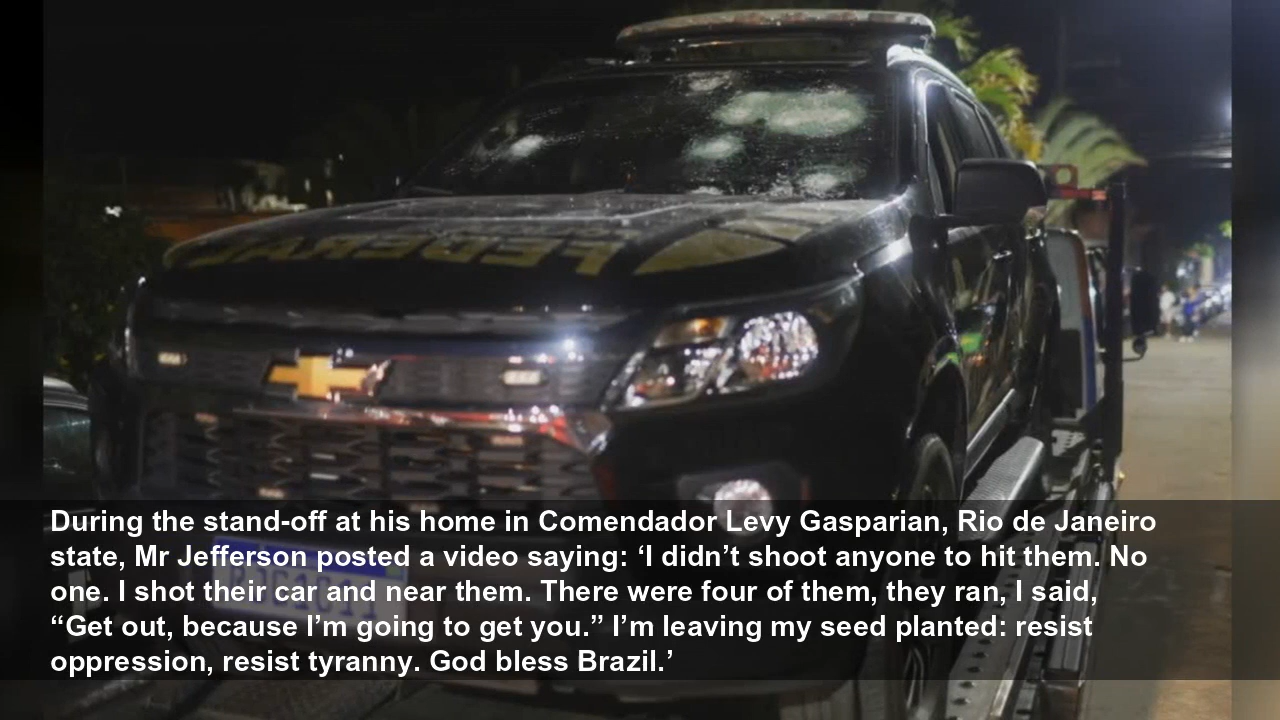 FEDERAL
During the stand-off at his home in Comendador Levy Gasparian, Rio de Janeiro
state, Mr Jefferson posted a video saying: ‘I didn’t shoot anyone to hit them. No
one. I shot their car and near them. There were four of them, they ran, I said,
“Get out, because I’m going to get you.” I’m leaving my seed planted: resist
oppression, resist tyranny. God bless Brazil.’